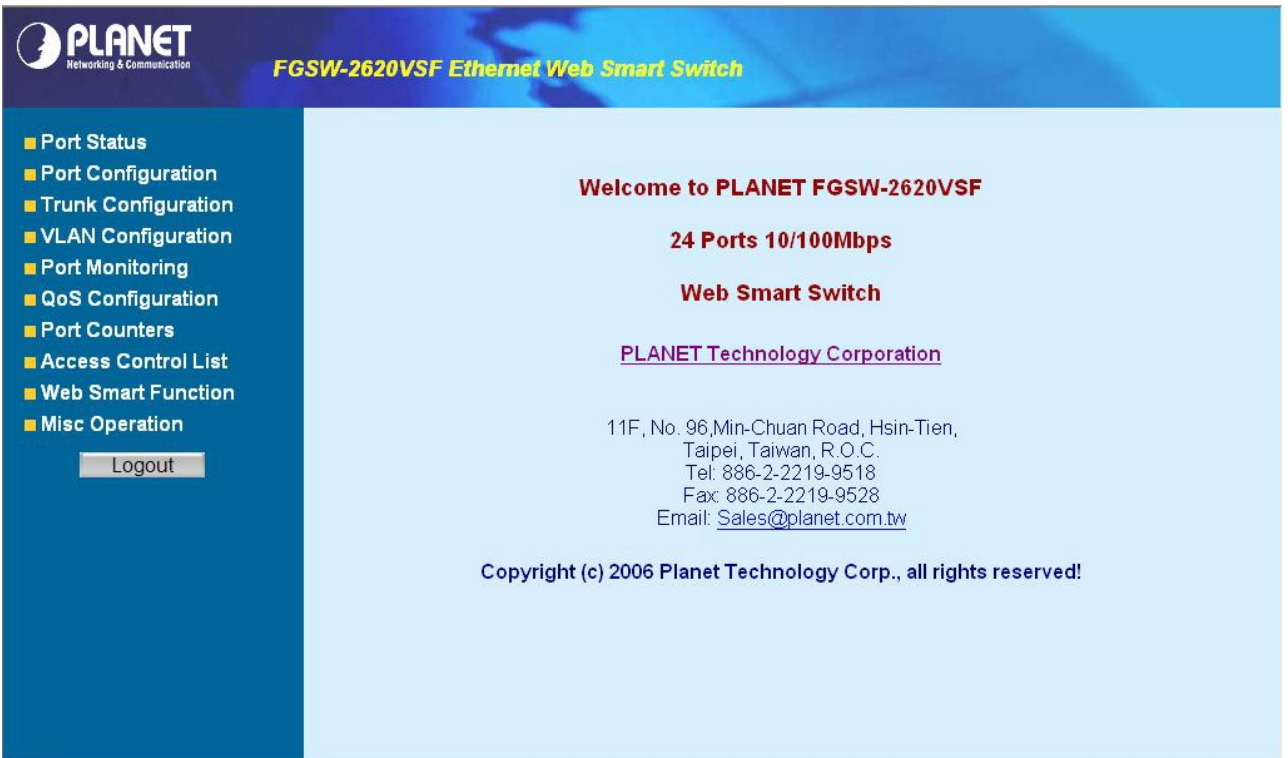 PLANET
Networking & Communication
FGSW-2620VSF Ethernet Web Smart Switch
Port Status
Port Configuration
Trunk Configuration
VLAN Configuration
Port Monitoring
QoS Configuration
Port Counters
Access Control List
Web Smart Function
Misc Operation
Logout
Welcome to PLANET FGSW-2620VSF
24 Ports 10/100Mbps
Web Smart Switch
PLANET Technology Corporation
11F, No. 96,Min-Chuan Road, Hsin-Tien,
Taipei, Taiwan, R.O.C.
Tel: 886-2-2219-9518
Fax: 886-2-2219-9528
Email: Sales@planet.com.tw
Copyright (c) 2006 Planet Technology Corp., all rights reserved!